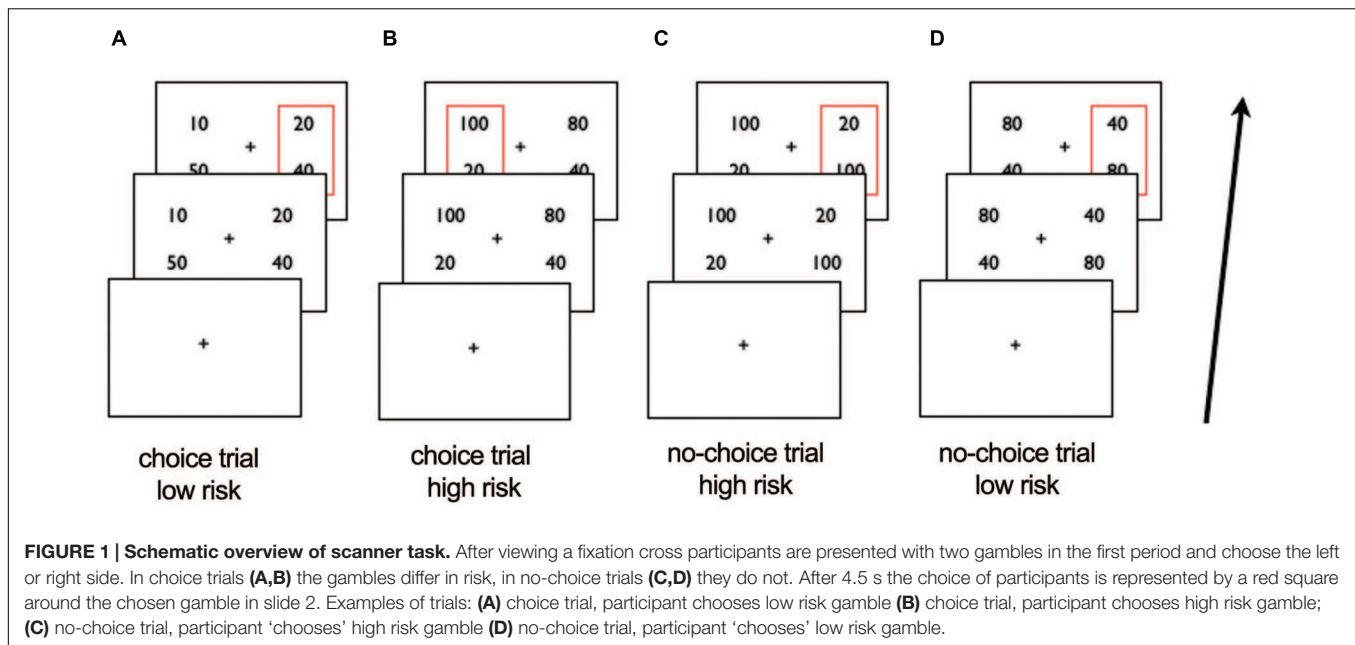 A B C D
10 20 100 80 100 20 80 40
50 40 20 40 20 100 40 80
10 20 100 80 100 20 80 40
50 40 20 40 20 100 40 80
choice trial choice trial no-choice trial no-choice trial
low risk high risk high risk low risk
FIGURE 1 | Schematic overview of scanner task. After viewing a fixation cross participants are presented with two gambles in the first period and choose the left
or right side. In choice trials (A,B) the gambles differ in risk, in no-choice trials (C,D) they do not. After 4.5 s the choice of participants is represented by a red square
around the chosen gamble in slide 2. Examples of trials: (A) choice trial, participant chooses low risk gamble (B) choice trial, participant chooses high risk gamble;
(C) no-choice trial, participant ‘chooses’ high risk gamble (D) no-choice trial, participant ‘chooses’ low risk gamble.